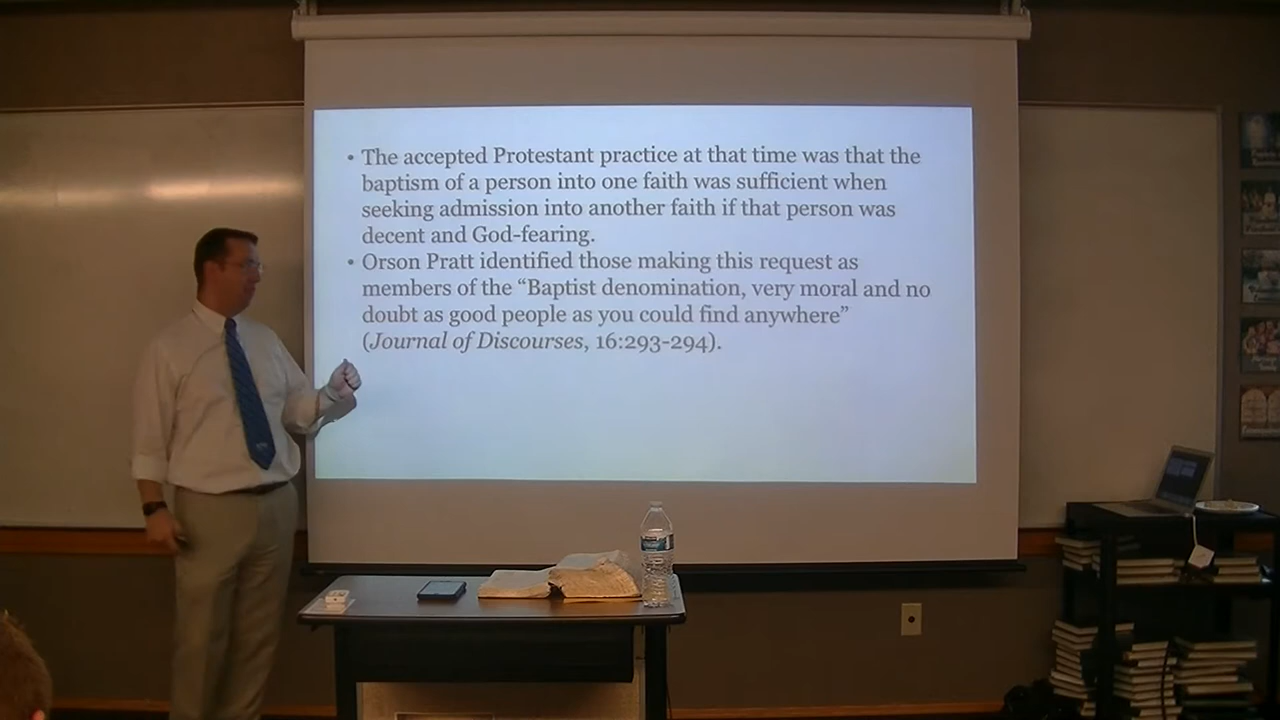 • The accepted Protestant practice at that time was that the
baptism of a person into one faith was sufficient when
seeking admission into another faith if that person was
decent and God-fearing.
• Orson Pratt identified those making this request as
members of the “Baptist denomination, very moral and no
doubt as good people as you could find anywhere”
(Journal of Discourses, 16:293-294).